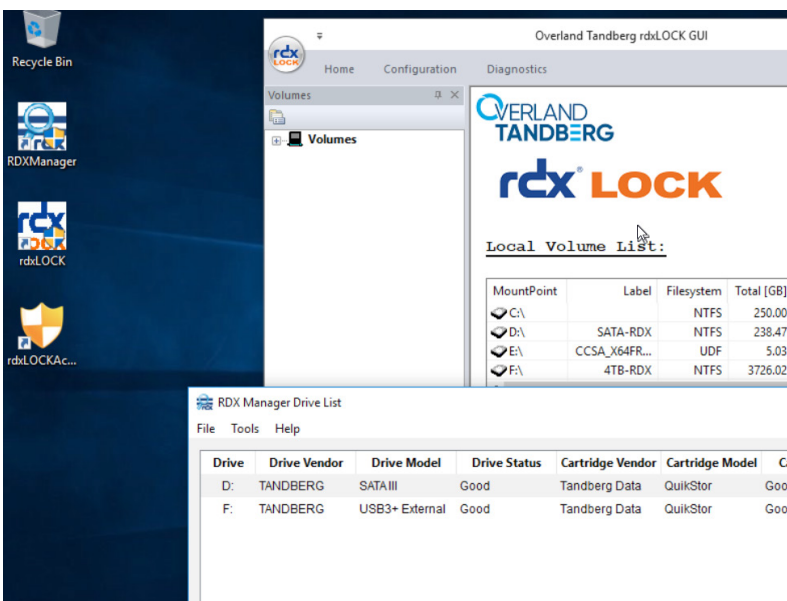 Recycle Bin
RDXManager
rdx
LOCK
rdxLOCK
rdxLOCKAc...
rdx
LOCK
Overland Tandberg rdxLOCK GUI
Home Configuration Diagnostics
Volumes
Volumes
OVERLAND
TANDBERG
rdx® LOCK
Local Volume List:
MountPoint Label Filesystem Total [GB]
C:\ NTFS 250.00
D:\ SATA-RDX NTFS 238.47
E:\ CCSA_X64FR... UDF 5.03
F:\ 4TB-RDX NTFS 3726.02
RDX Manager Drive List
File Tools Help
Drive Drive Vendor Drive Model Drive Status Cartridge Vendor Cartridge Model
D: TANDBERG SATA III Good Tandberg Data QuikStor Goo
F: TANDBERG USB3+ External Good Tandberg Data QuikStor Goo